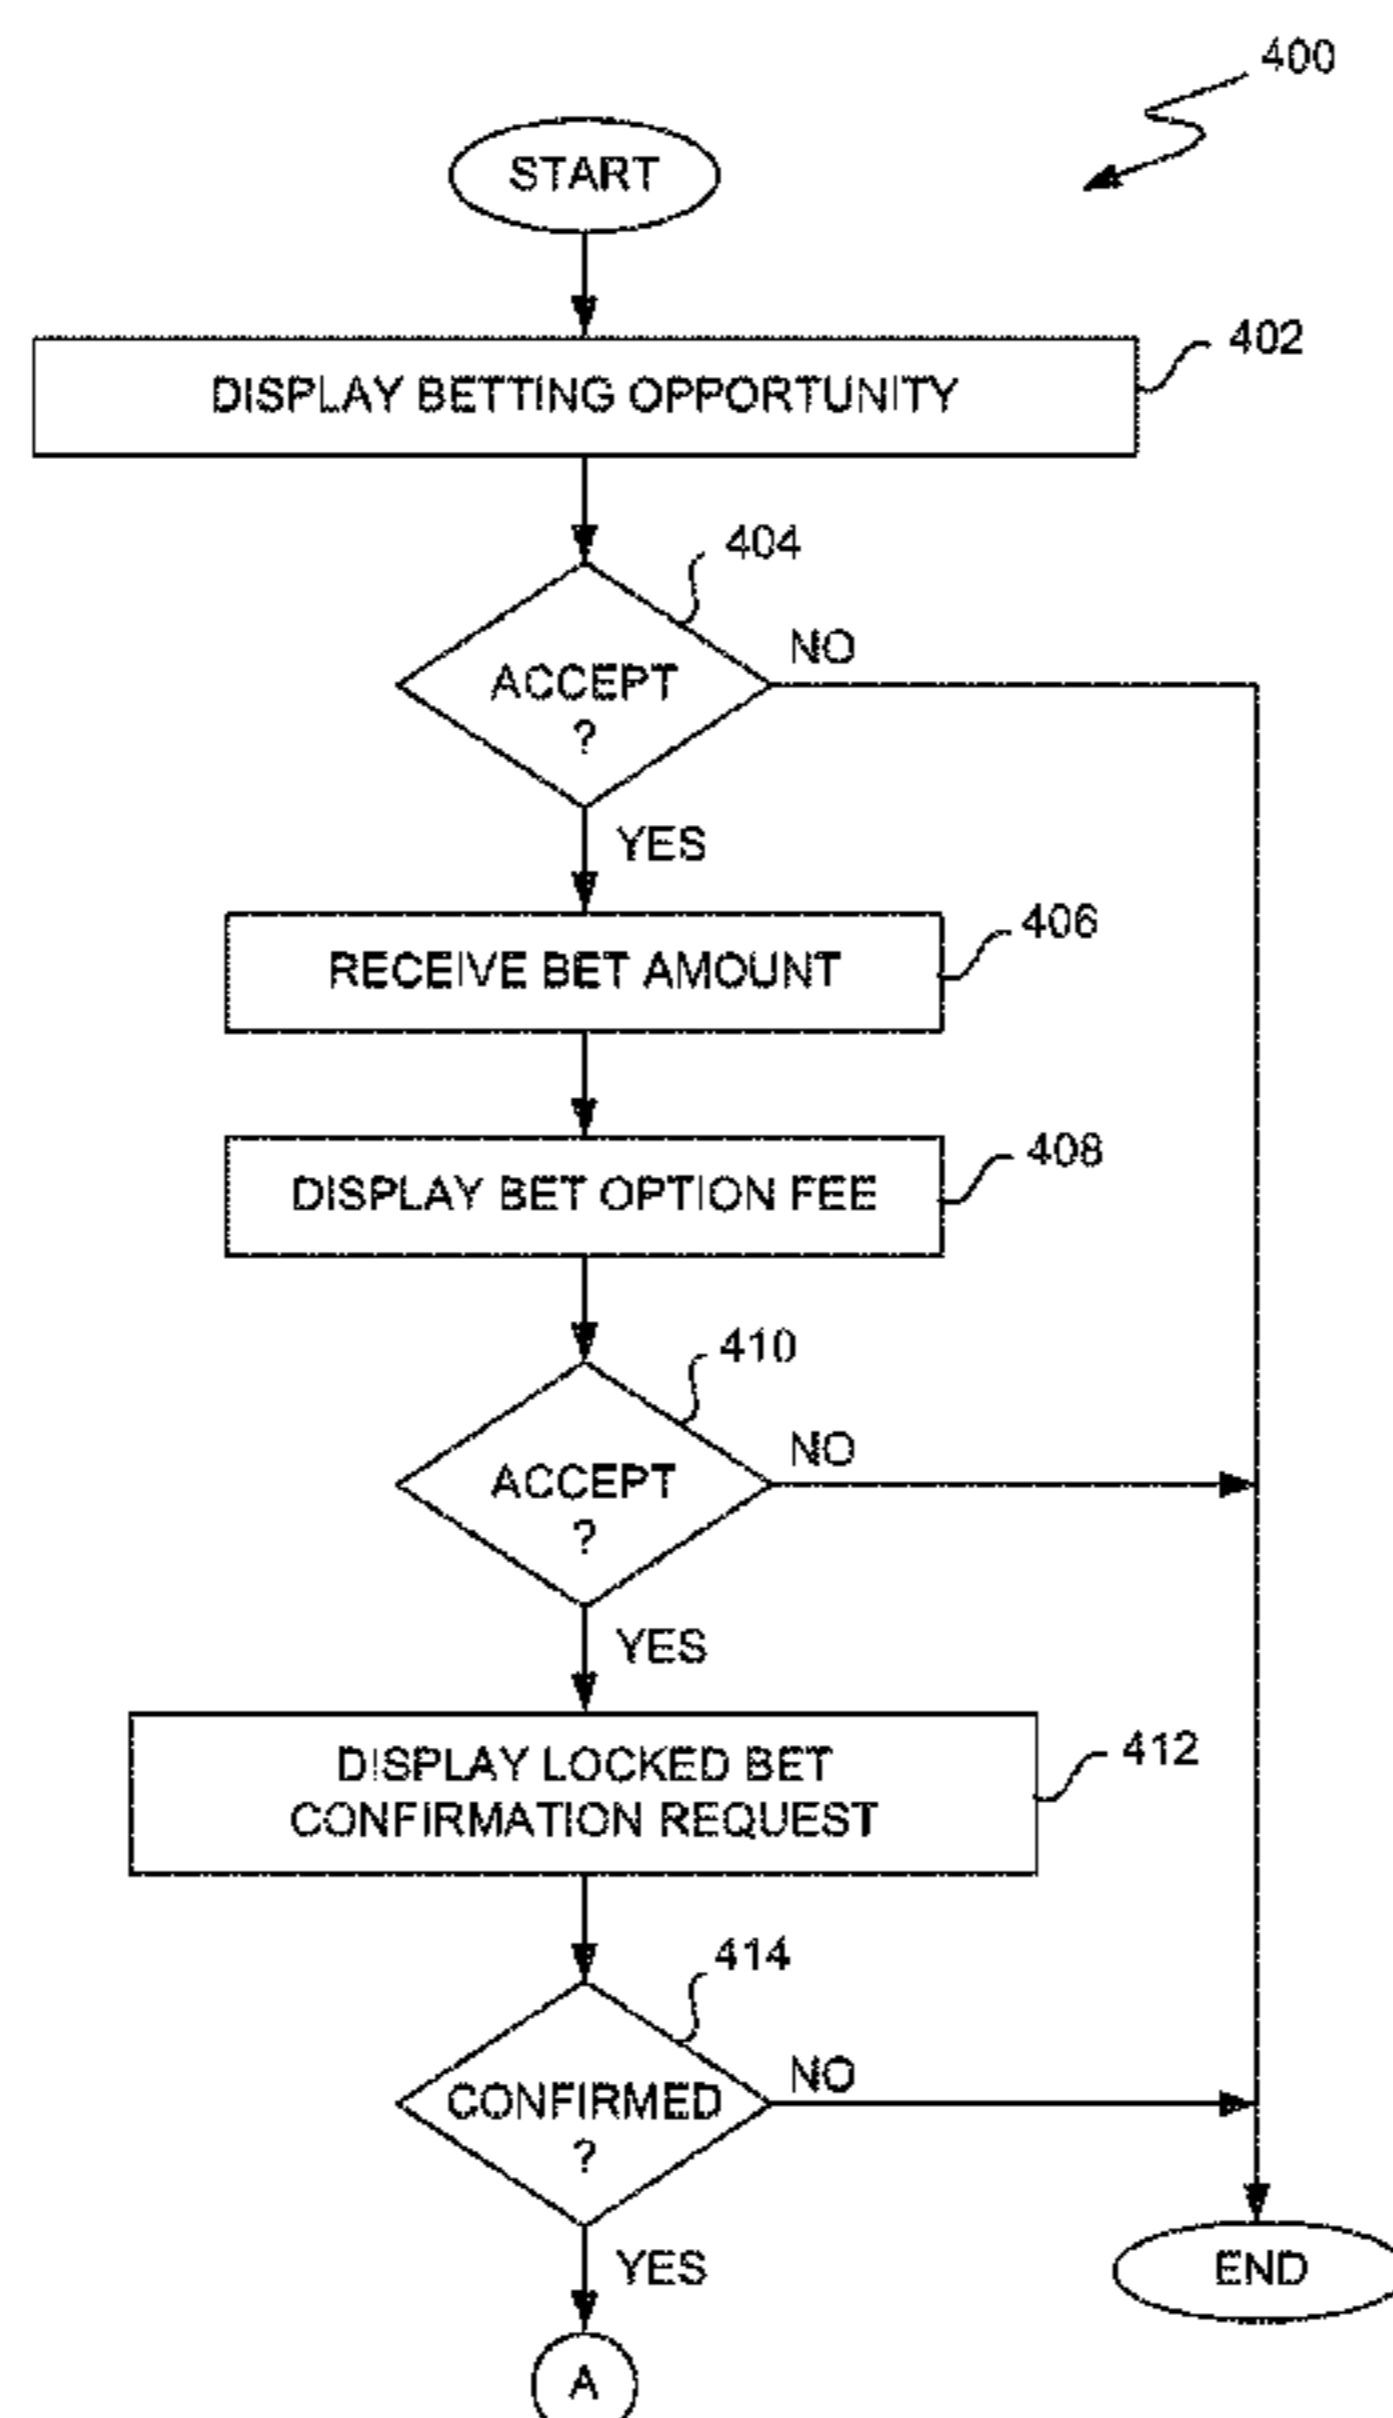 400
START
402
DISPLAY BETTING OPPORTUNITY
404
NO
ACCEPT
?
YES
406
RECEIVE BET AMOUNT
408
DISPLAY BET OPTION FEE
410
NO
ACCEPT
?
YES
412
DISPLAY LOCKED BET
CONFIRMATION REQUEST
414
NO
CONFIRMED
?
YES
END
A